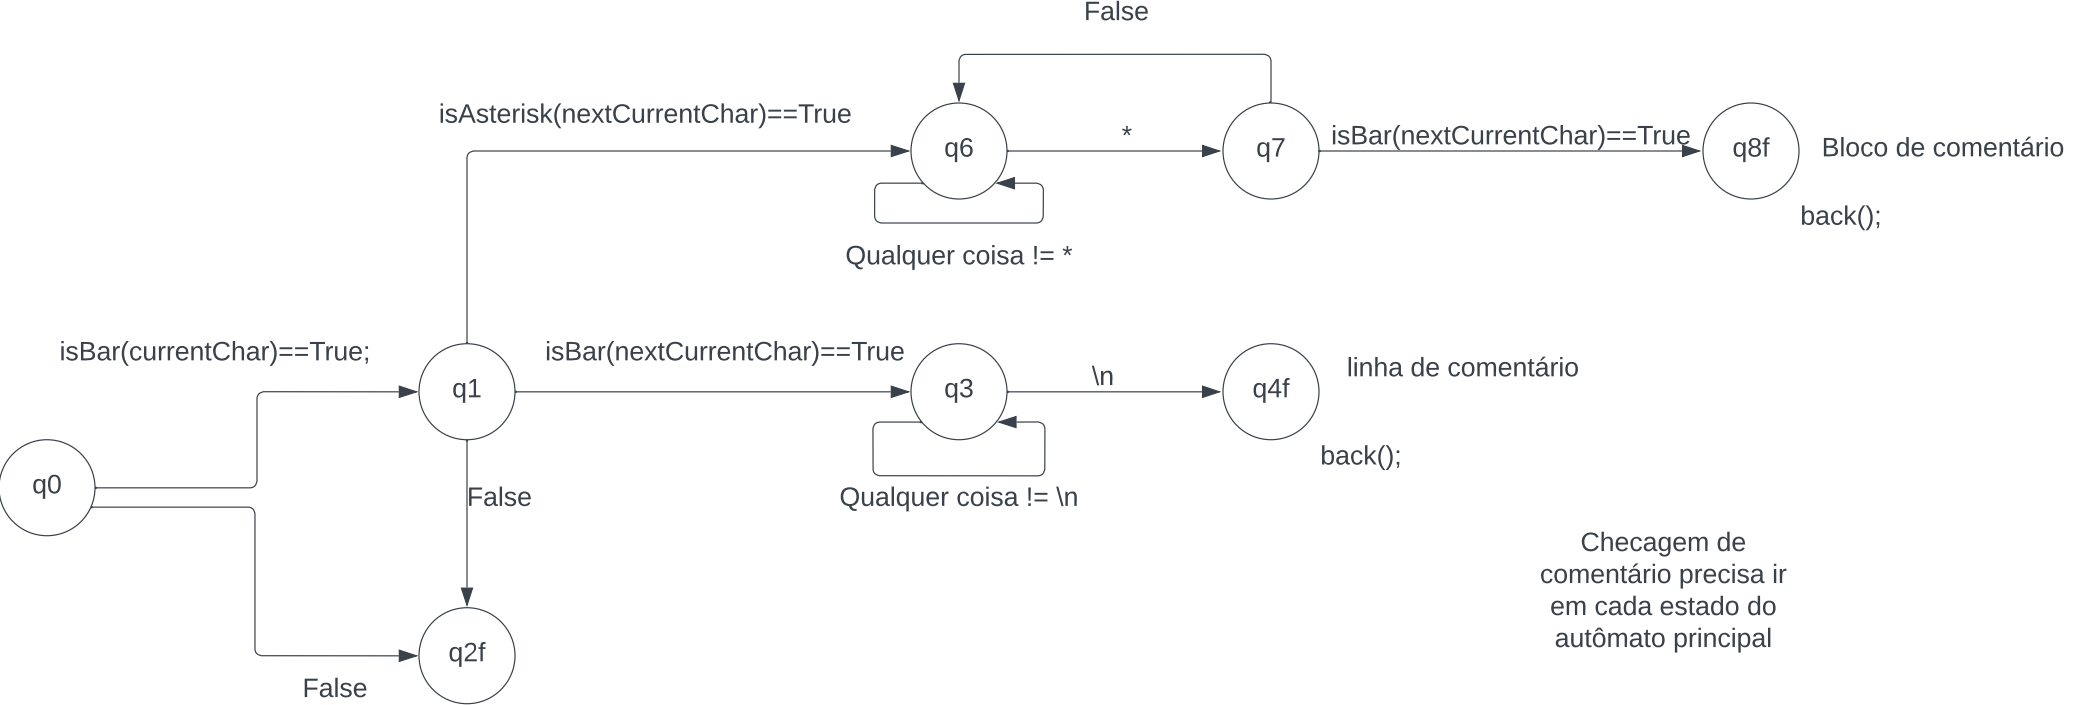 False
isAsterisk(nextCurrentChar)==True
q6
*
q7
isBar(nextCurrentChar)==True
q8f
Bloco de comentário
back();
Qualquer coisa != *
isBar(currentChar)==True;
q1
isBar(nextCurrentChar)==True
q3
\n
q4f
linha de comentário
back();
q0
False
Qualquer coisa != \n
Checagem de
comentário precisa ir
em cada estado do
autômato principal
q2f
False